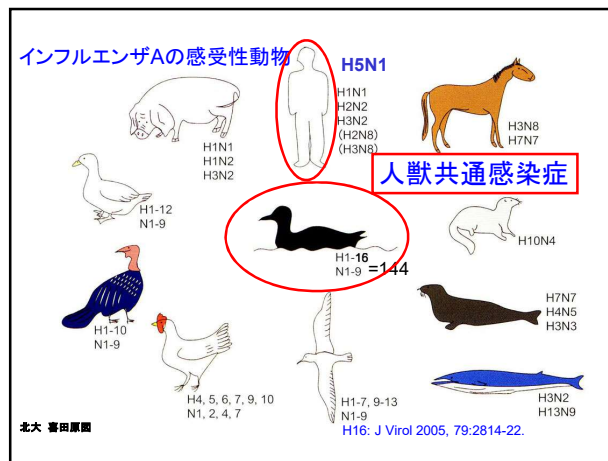 インフルエンザAの感受性動物
H5N1
H1N1
H2N2
H3N2
(H2N8)
(H3N8)
H1N1
H1N2
H3N2
H3N8
H7N7
人獣共通感染症
H1-12
N1-9
H1-16
N1-9 =144
H10N4
H1-10
N1-9
H7N7
H4N5
H3N3
H4, 5, 6, 7, 9, 10
N1, 2, 4, 7
H1-7, 9-13
N1-9
H3N2
H13N9
北大 喜田原図
H16: J Virol 2005, 79:2814-22.